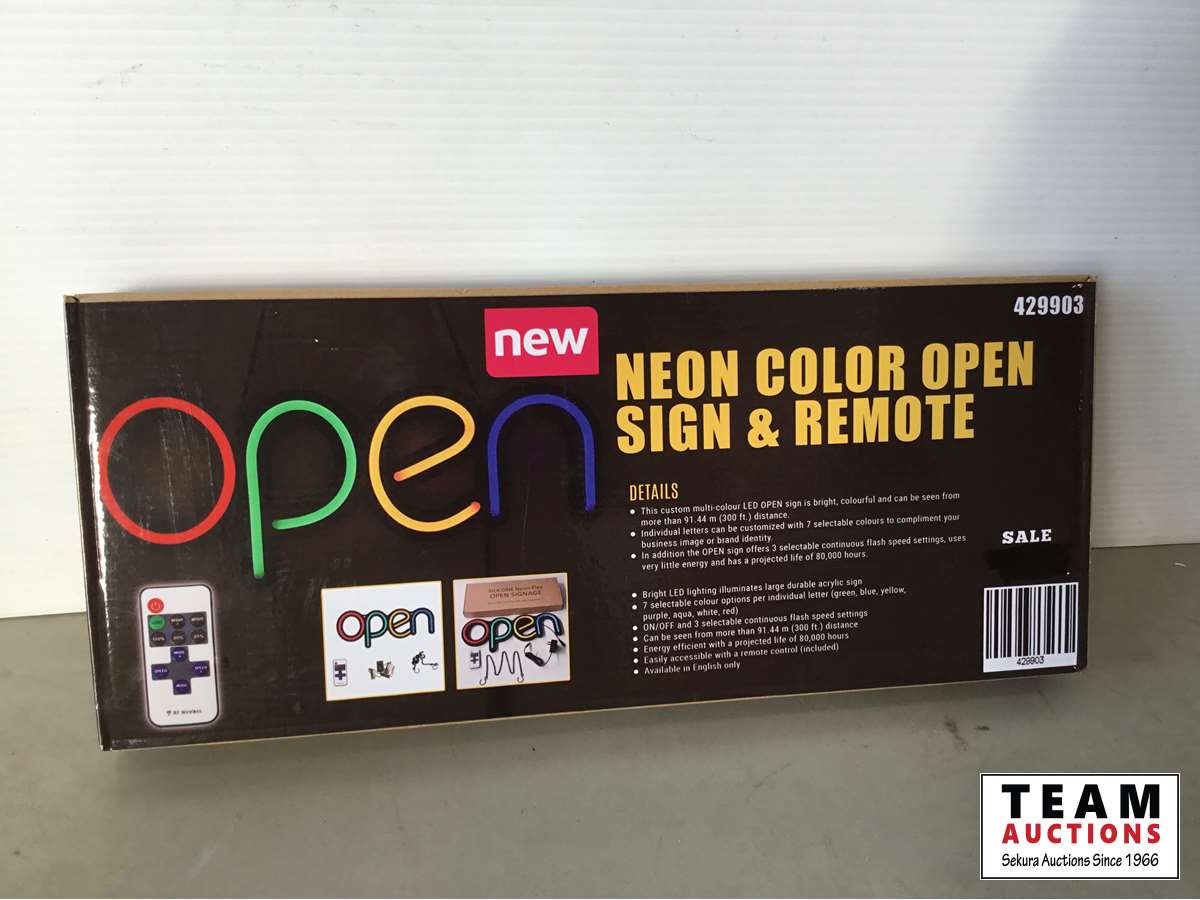 429903
new
NEON COLOR OPEN
SIGN & REMOTE
open
DETAILS
• This custom multi-colour LED OPEN sign is bright, colourful and can be seen from
more than 91.44 m (300 ft.) distance.
• Individual letters can be customized with 7 selectable colours to compliment your
business image or brand identity.
• In addition the OPEN sign offers 3 selectable continuous flash speed settings, uses
very little energy and has a projected life of 80,000 hours.
SALE
• Bright LED lighting illuminates large durable acrylic sign
• 7 selectable colour options per individual letter (green, blue, yellow,
purple, aqua, white, red)
• ON/OFF and 3 selectable continuous flash speed settings
• Can be seen from more than 91.44 m (300 ft.) distance
• Energy efficient with a projected life of 80,000 hours
• Easily accessible with a remote control (included)
• Available in English only
429903
open
SILICONE Neon-Flex
OPEN SIGNAGE
open
RF Wireless
TEAM
AUCTIONS
Sekura Auctions Since 1966